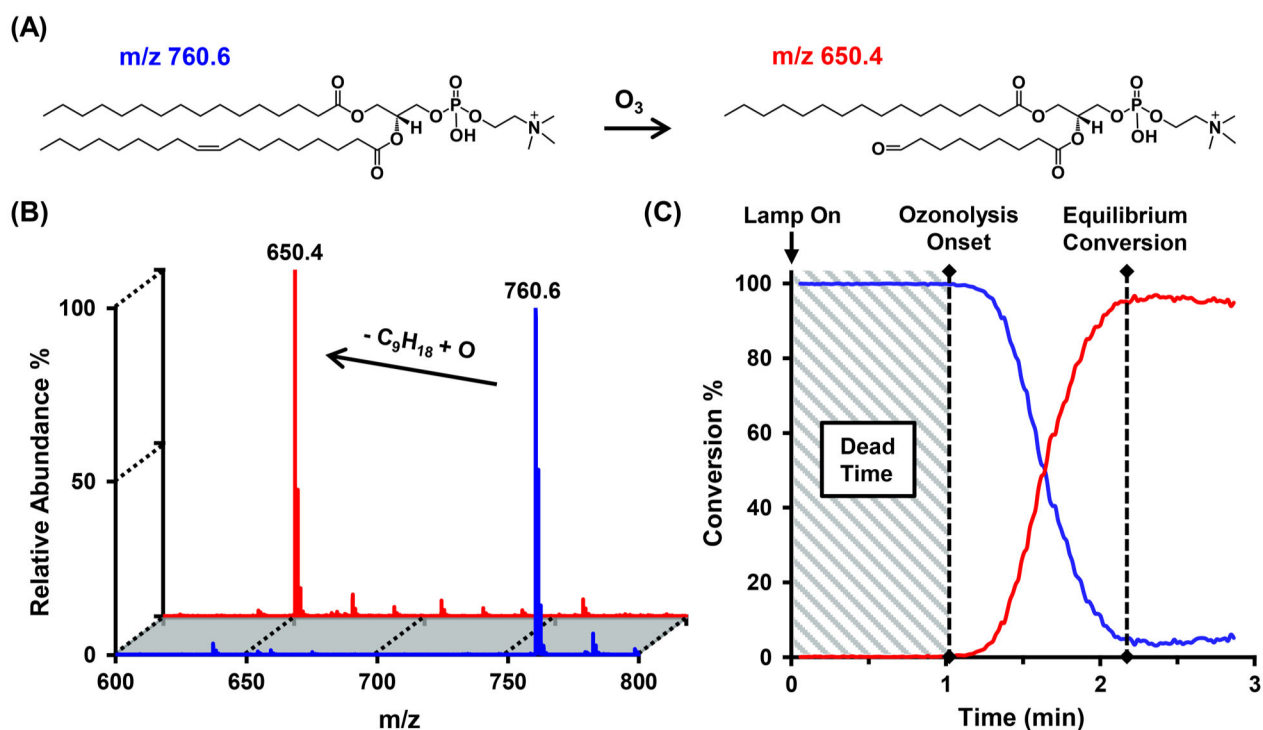 (A)
m/z 760.6
m/z 650.4
O
O
O
O
O
P
O
OH
H
N
+
O₃
O
O
O
O
O
O
P
O
OH
H
N
+
(B)
Relative Abundance %
100
50
0
650.4
760.6
- C₉H₁₈ + O
600
650
700
750
800
m/z
(C)
Lamp On
Ozonolysis
Onset
Equilibrium
Conversion
Conversion %
100
80
60
40
20
0
Dead
Time
0
1
2
3
Time (min)